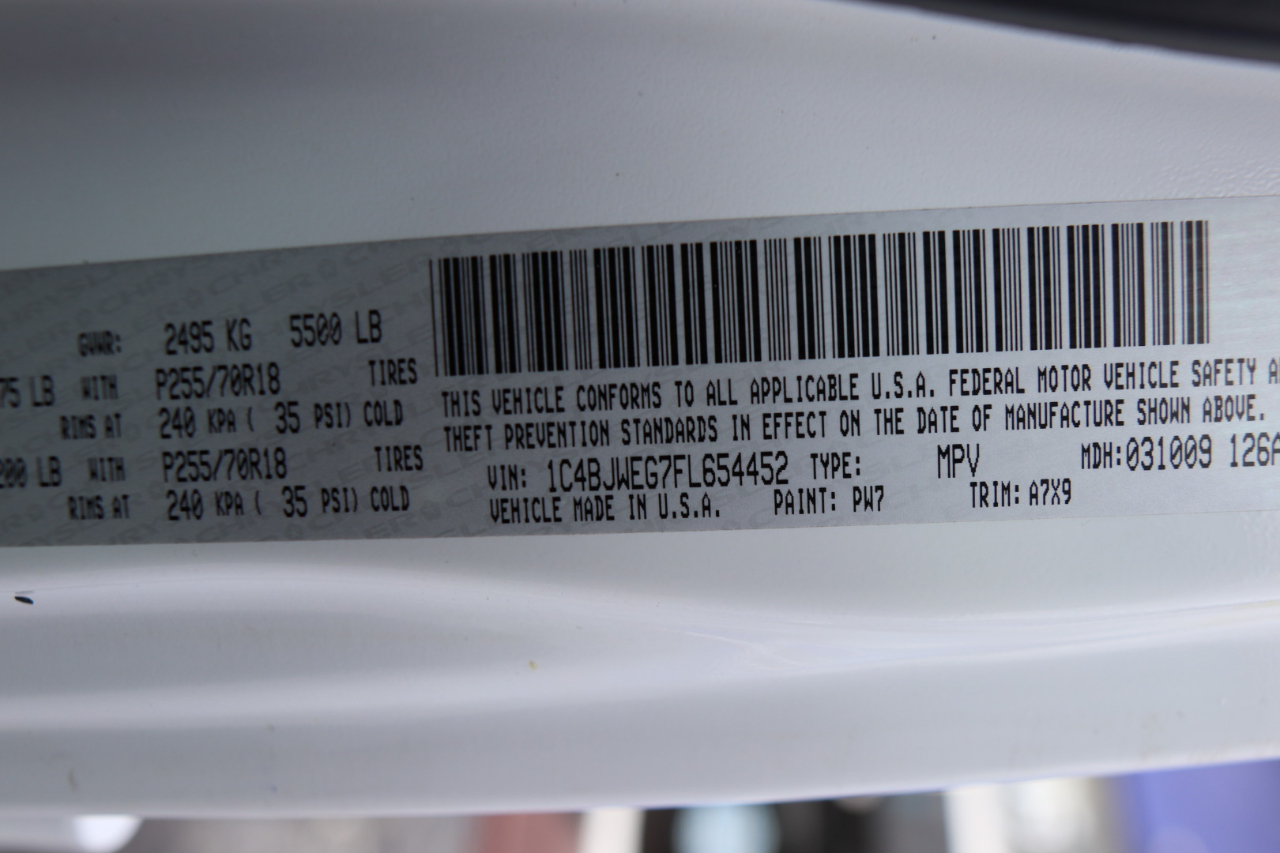 GVWR: 2495 KG 5500 LB
75 LB WITH P255/70R18 TIRES
RIMS AT 240 KPA ( 35 PSI) COLD
200 LB WITH P255/70R18 TIRES
RIMS AT 240 KPA ( 35 PSI) COLD
THIS VEHICLE CONFORMS TO ALL APPLICABLE U.S.A. FEDERAL MOTOR VEHICLE SAFETY A
THEFT PREVENTION STANDARDS IN EFFECT ON THE DATE OF MANUFACTURE SHOWN ABOVE.
VIN: 1C4BJWEG7FL654452 TYPE: MPV MDH:031009 126A
VEHICLE MADE IN U.S.A. PAINT: PW7 TRIM: A7X9